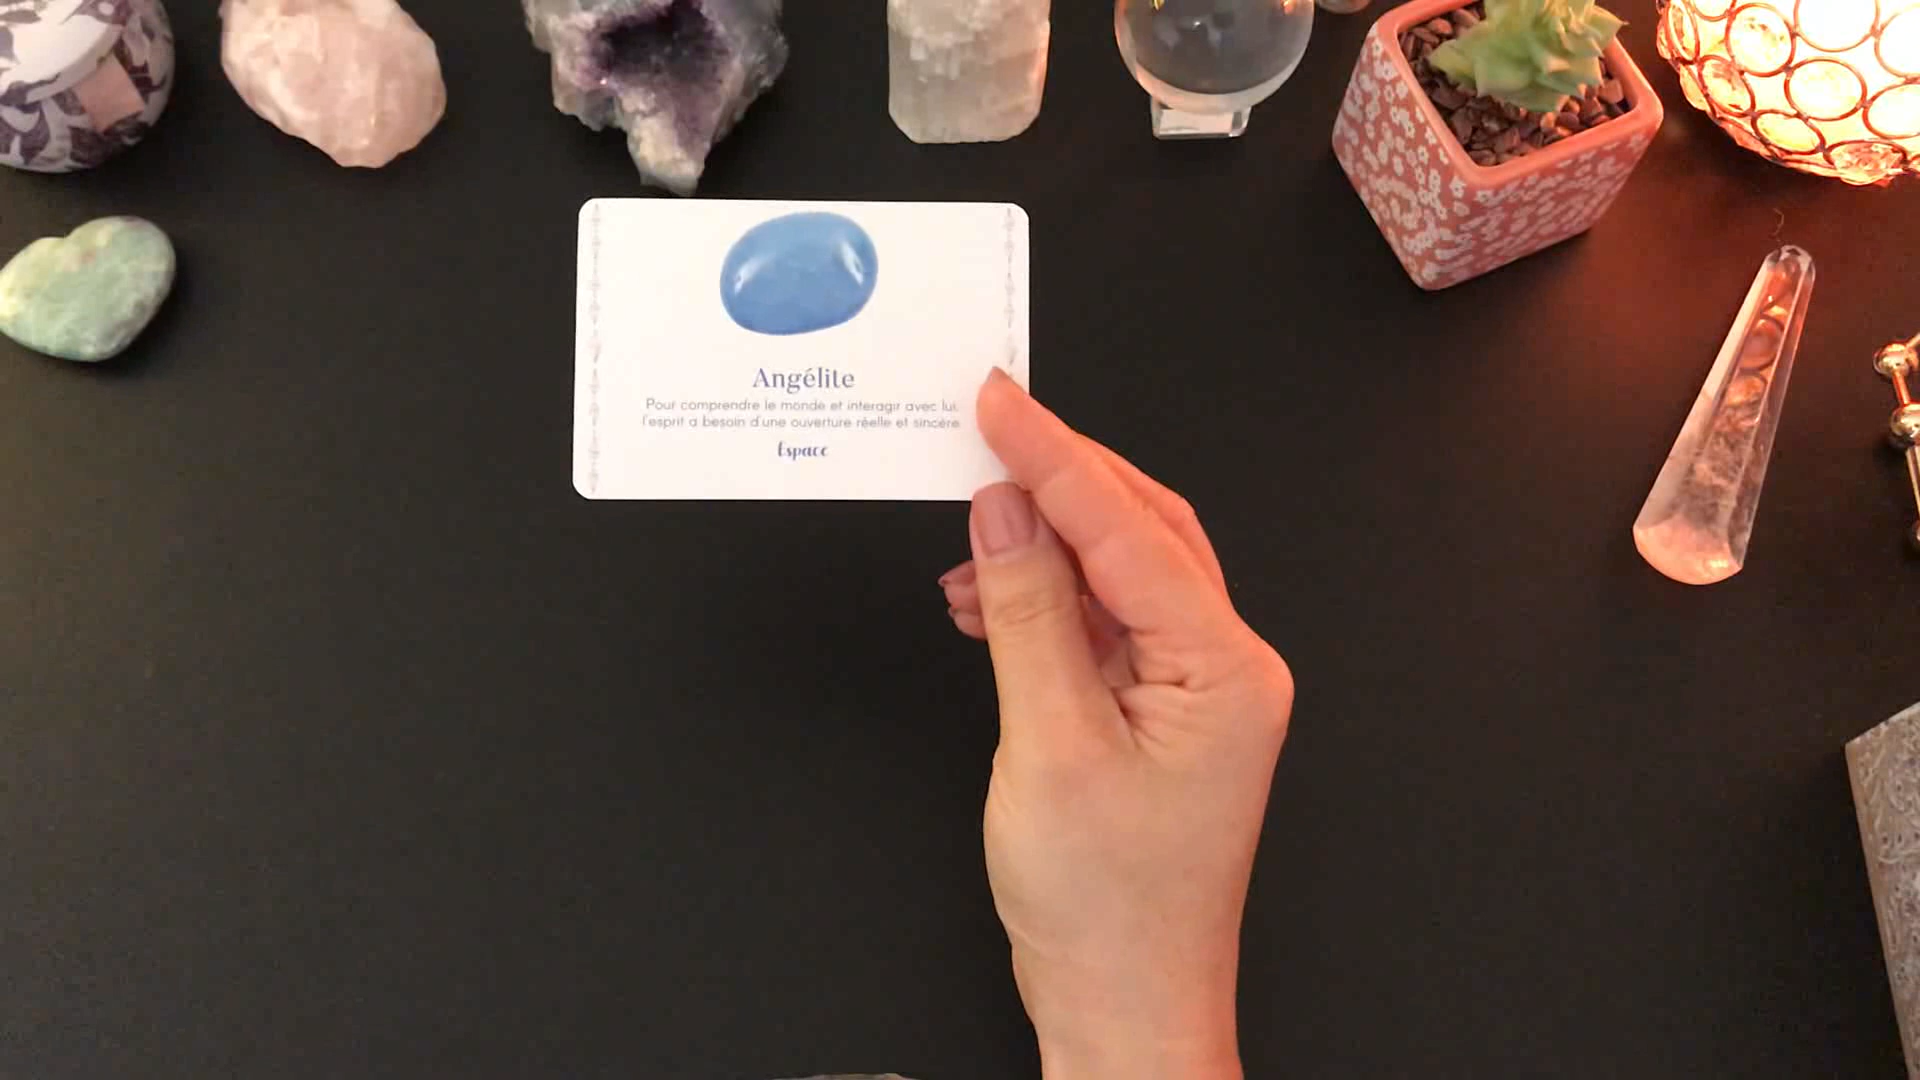 Angélite
Pour comprendre le monde et interagir avec lui,
l'esprit a besoin d'une ouverture réelle et sincère.
Espace